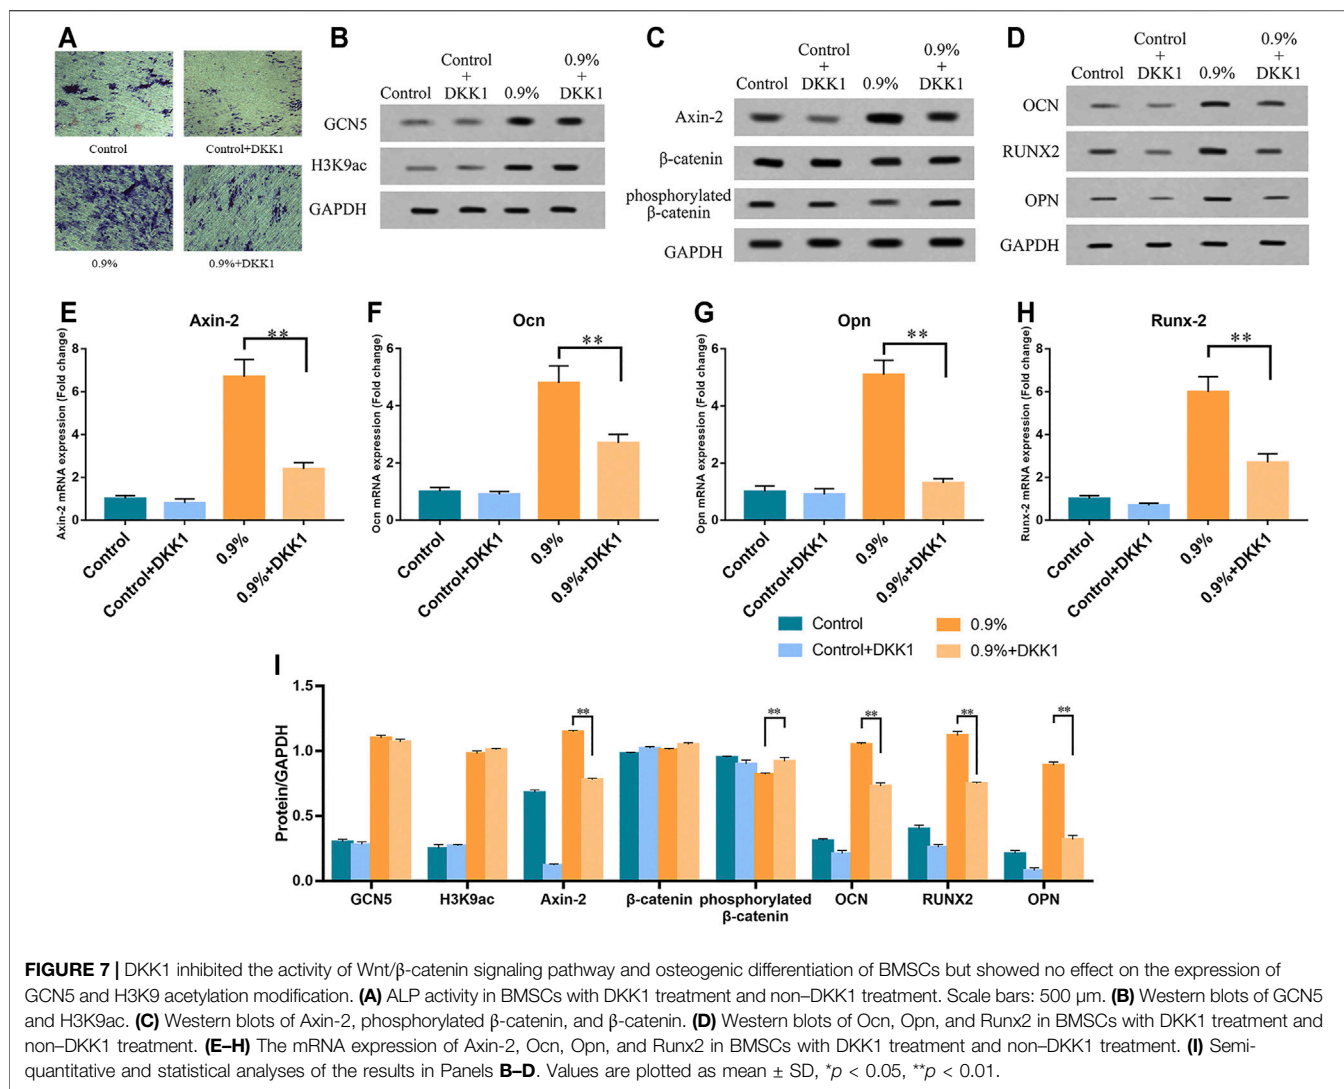 A
Control
Control+DKK1
0.9%
0.9%+DKK1
B
Control
Control
+
DKK1
0.9%
0.9%
+
DKK1
GCN5
H3K9ac
GAPDH
C
Control
Control
+
DKK1
0.9%
0.9%
+
DKK1
Axin-2
β-catenin
phosphorylated
β-catenin
GAPDH
D
Control
Control
+
DKK1
0.9%
0.9%
+
DKK1
OCN
RUNX2
OPN
GAPDH
E
Axin-2
Axin-2 mRNA expression (Fold change)
8
6
4
2
0
**
Control
Control+DKK1
0.9%
0.9%+DKK1
F
Ocn
Ocn mRNA expression (Fold change)
6
4
2
0
**
Control
Control+DKK1
0.9%
0.9%+DKK1
G
Opn
Opn mRNA expression (Fold change)
6
4
2
0
**
Control
Control+DKK1
0.9%
0.9%+DKK1
H
Runx-2
Runx-2 mRNA expression (Fold change)
8
6
4
2
0
**
Control
Control+DKK1
0.9%
0.9%+DKK1
Control
0.9%
Control+DKK1
0.9%+DKK1
I
Protein/GAPDH
1.5
1.0
0.5
0.0
**
**
**
**
**
GCN5
H3K9ac
Axin-2
β-catenin
phosphorylated
β-catenin
OCN
RUNX2
OPN
FIGURE 7 | DKK1 inhibited the activity of Wnt/β-catenin signaling pathway and osteogenic differentiation of BMSCs but showed no effect on the expression of
GCN5 and H3K9 acetylation modification. (A) ALP activity in BMSCs with DKK1 treatment and non–DKK1 treatment. Scale bars: 500 μm. (B) Western blots of GCN5
and H3K9ac. (C) Western blots of Axin-2, phosphorylated β-catenin, and β-catenin. (D) Western blots of Ocn, Opn, and Runx2 in BMSCs with DKK1 treatment and
non–DKK1 treatment. (E–H) The mRNA expression of Axin-2, Ocn, Opn, and Runx2 in BMSCs with DKK1 treatment and non–DKK1 treatment. (I) Semi-
quantitative and statistical analyses of the results in Panels B–D. Values are plotted as mean ± SD, *p < 0.05, **p < 0.01.